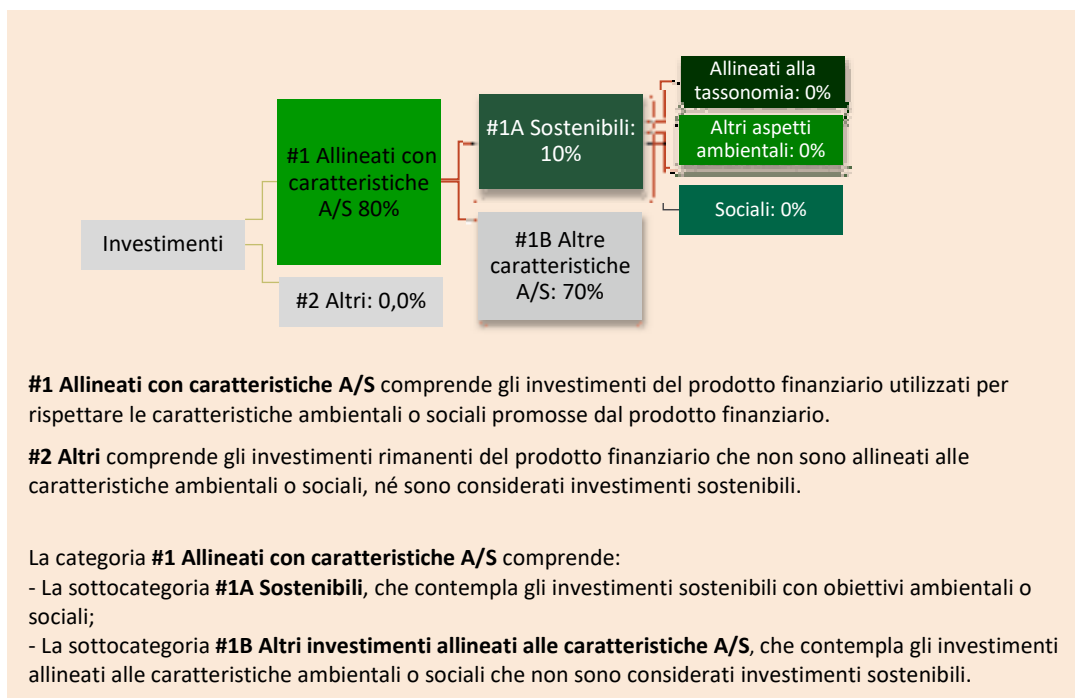 Allineati alla
tassonomia: 0%
#1A Sostenibili:
10%
Altri aspetti
ambientali: 0%
#1 Allineati con
caratteristiche
A/S 80%
Sociali: 0%
Investimenti
#1B Altre
caratteristiche
A/S: 70%
#2 Altri: 0,0%
#1 Allineati con caratteristiche A/S comprende gli investimenti del prodotto finanziario utilizzati per
rispettare le caratteristiche ambientali o sociali promosse dal prodotto finanziario.
#2 Altri comprende gli investimenti rimanenti del prodotto finanziario che non sono allineati alle
caratteristiche ambientali o sociali, né sono considerati investimenti sostenibili.
La categoria #1 Allineati con caratteristiche A/S comprende:
- La sottocategoria #1A Sostenibili, che contempla gli investimenti sostenibili con obiettivi ambientali o
sociali;
- La sottocategoria #1B Altri investimenti allineati alle caratteristiche A/S, che contempla gli investimenti
allineati alle caratteristiche ambientali o sociali che non sono considerati investimenti sostenibili.